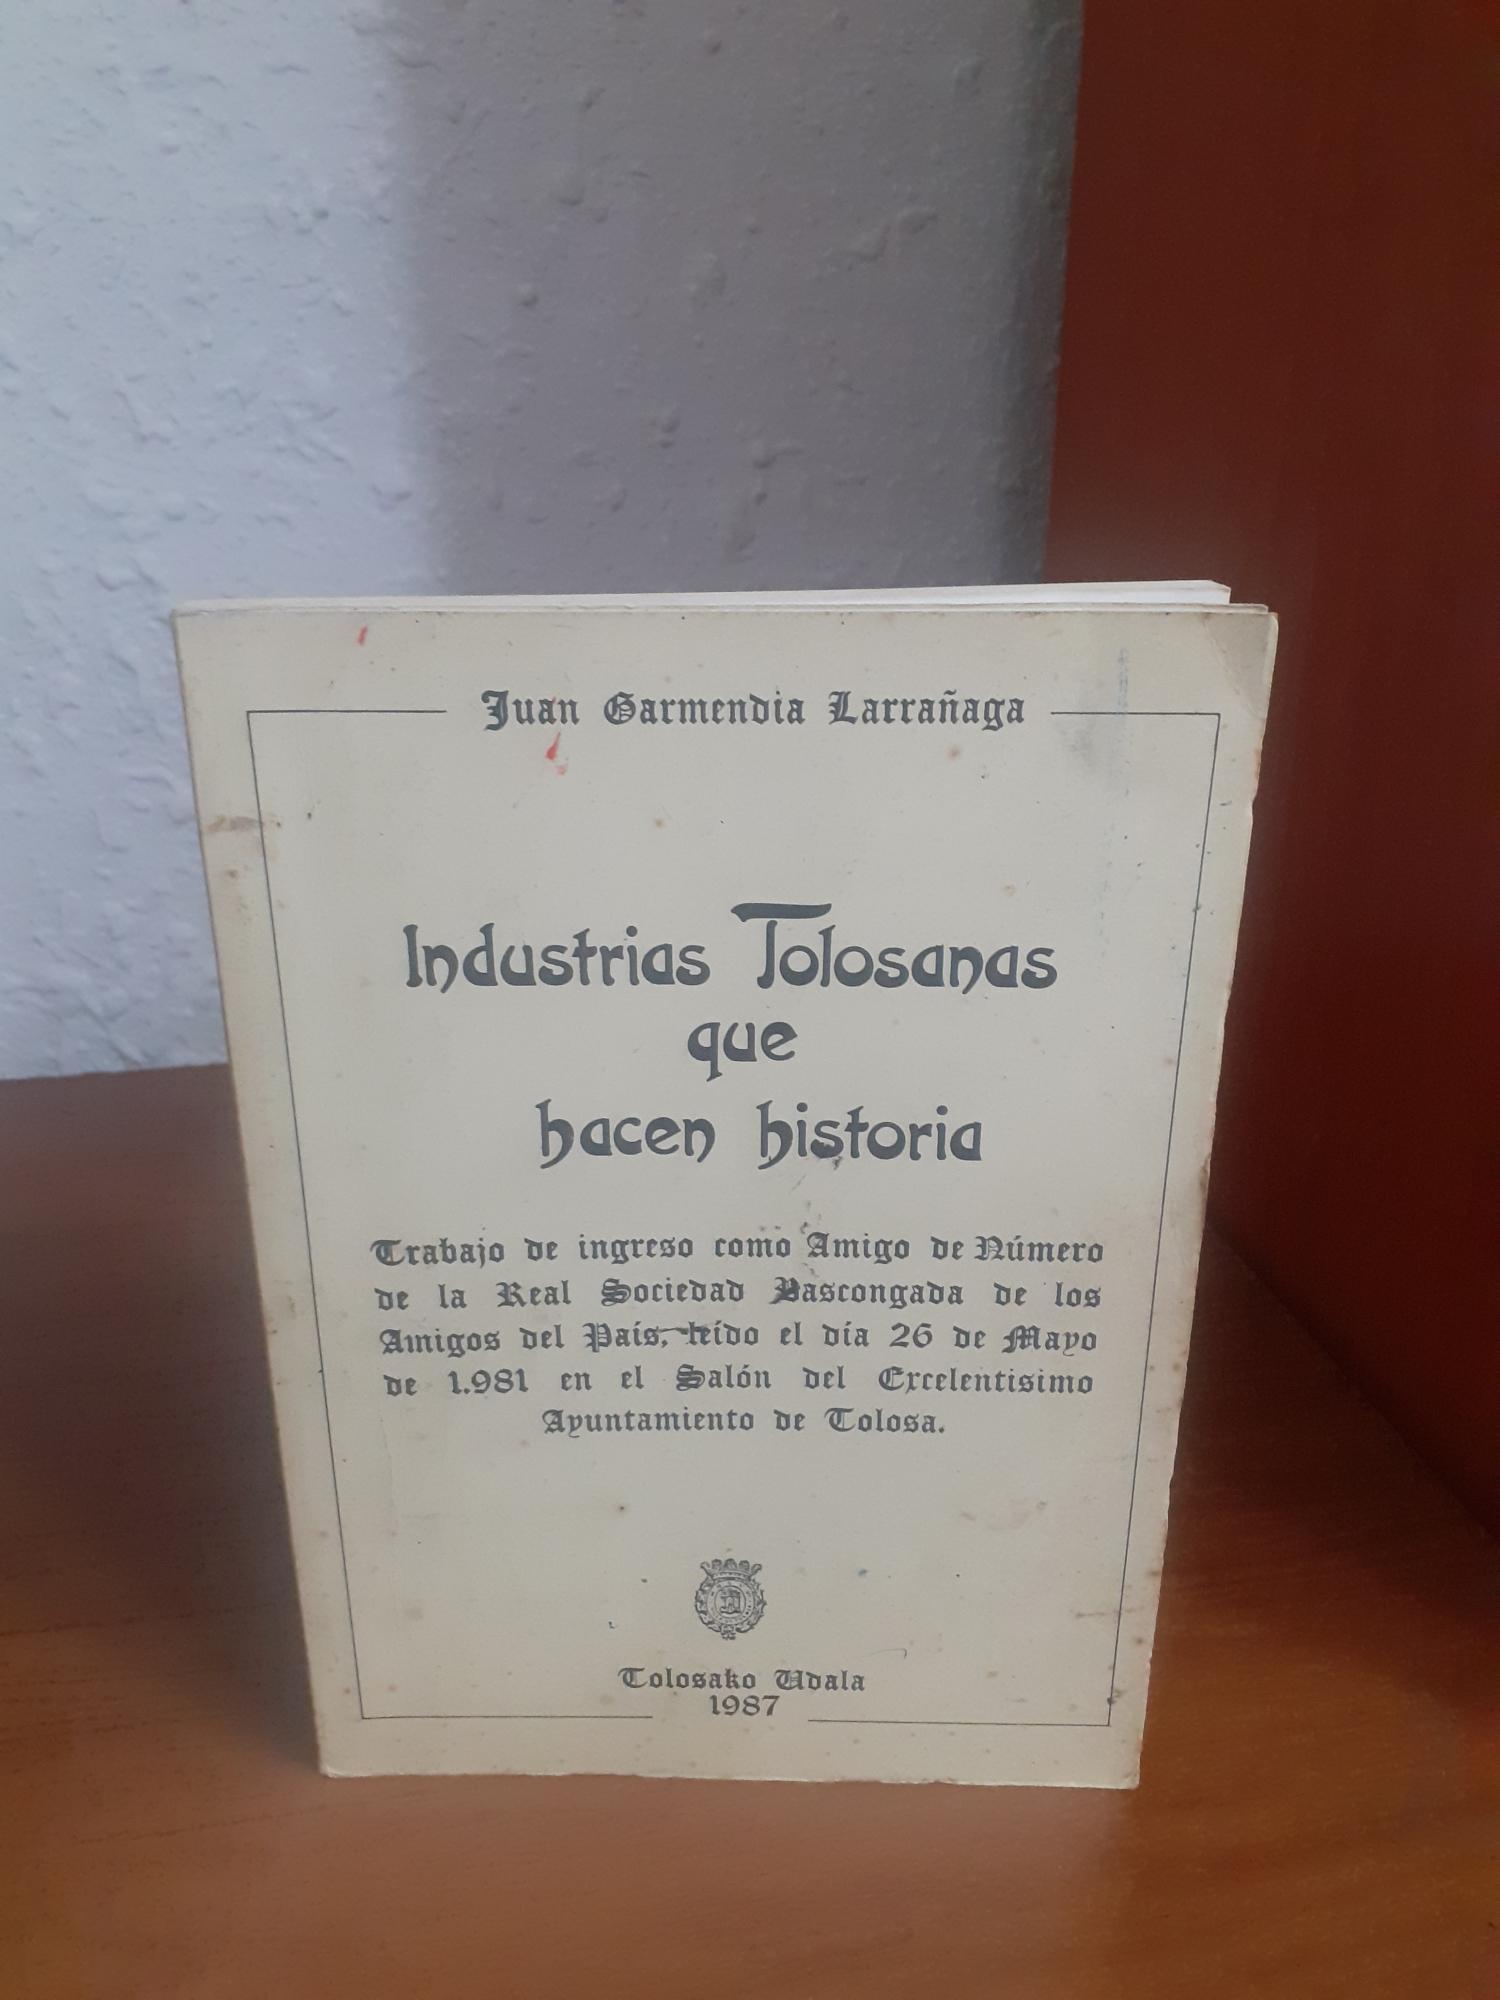 Juan Garmendia Larrañaga
Industrias Tolosanas
que
hacen historia
Trabajo de ingreso como Amigo de Número
de la Real Sociedad Vascongada de los
Amigos del País, leído el día 26 de Mayo
de 1.981 en el Salón del Excelentisimo
Ayuntamiento de Tolosa.
Tolosako Udala
1987